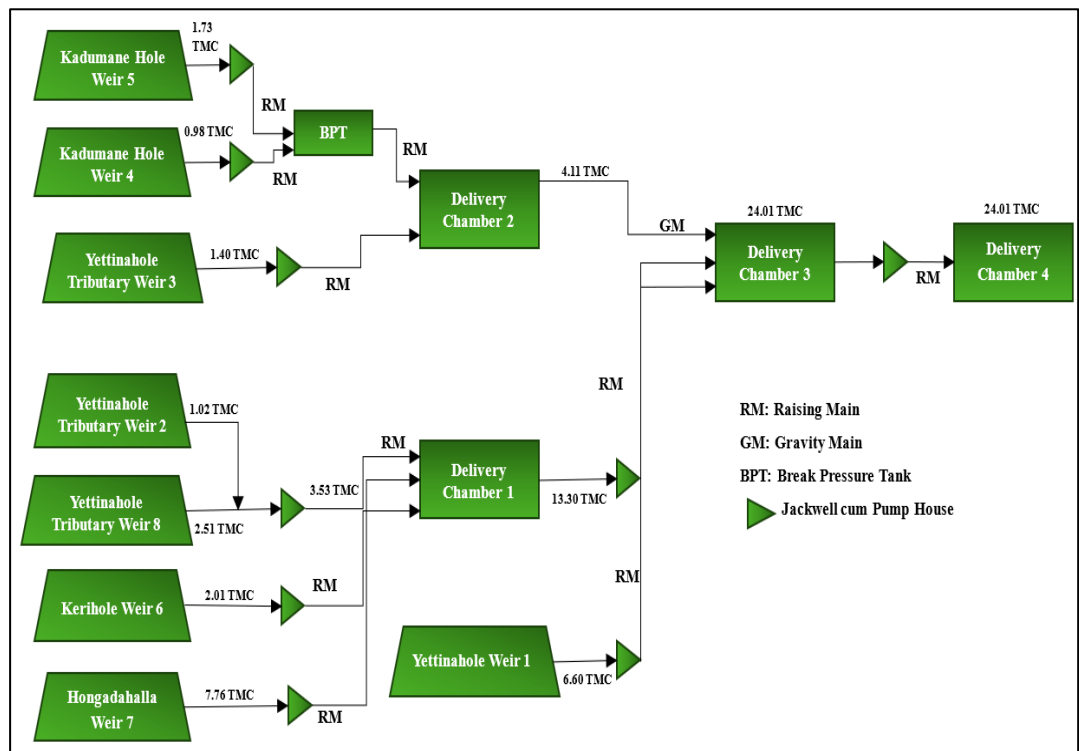 1.73
TMC
Kadumane Hole
Weir 5
RM
0.98 TMC
BPT
RM
Kadumane Hole
Weir 4
RM
Delivery
Chamber 2
4.11 TMC
GM
24.01 TMC
24.01 TMC
Yettinahole
Tributary Weir 3
1.40 TMC
RM
Delivery
Chamber 3
RM
Delivery
Chamber 4
Yettinahole
Tributary Weir 2
1.02 TMC
RM
RM
Delivery
Chamber 1
13.30 TMC
Yettinahole
Tributary Weir 8
2.51 TMC
3.53 TMC
RM: Raising Main
GM: Gravity Main
BPT: Break Pressure Tank
Jackwell cum Pump House
Kerihole Weir 6
2.01 TMC
RM
RM
Yettinahole Weir 1
6.60 TMC
Hongadahalla
Weir 7
7.76 TMC
RM